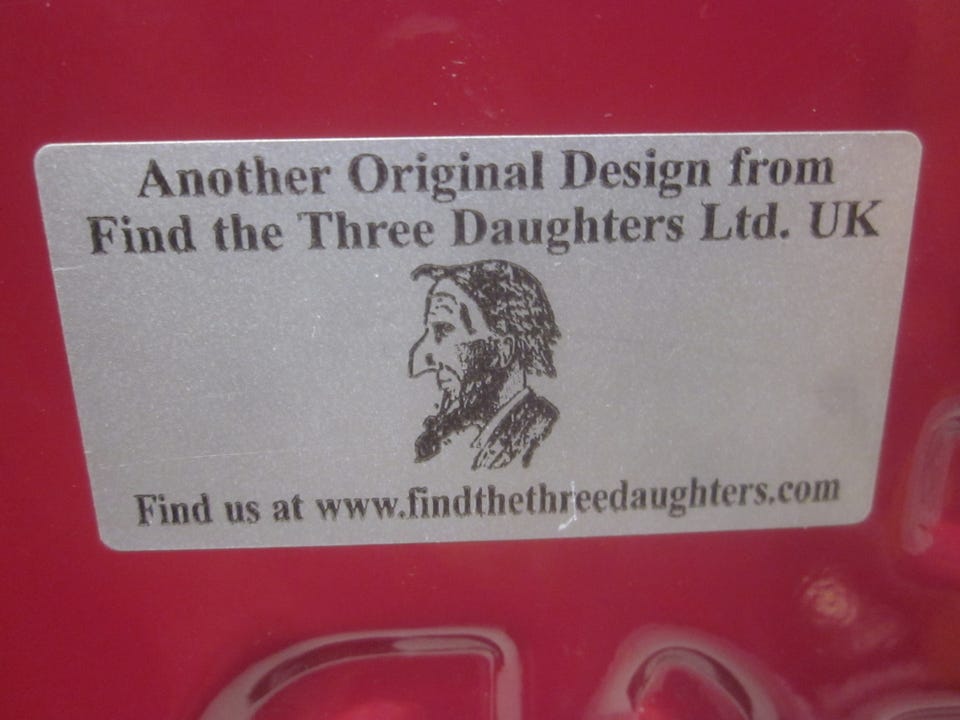 Another Original Design from
Find the Three Daughters Ltd. UK
Find us at www.findthethreedaughters.com